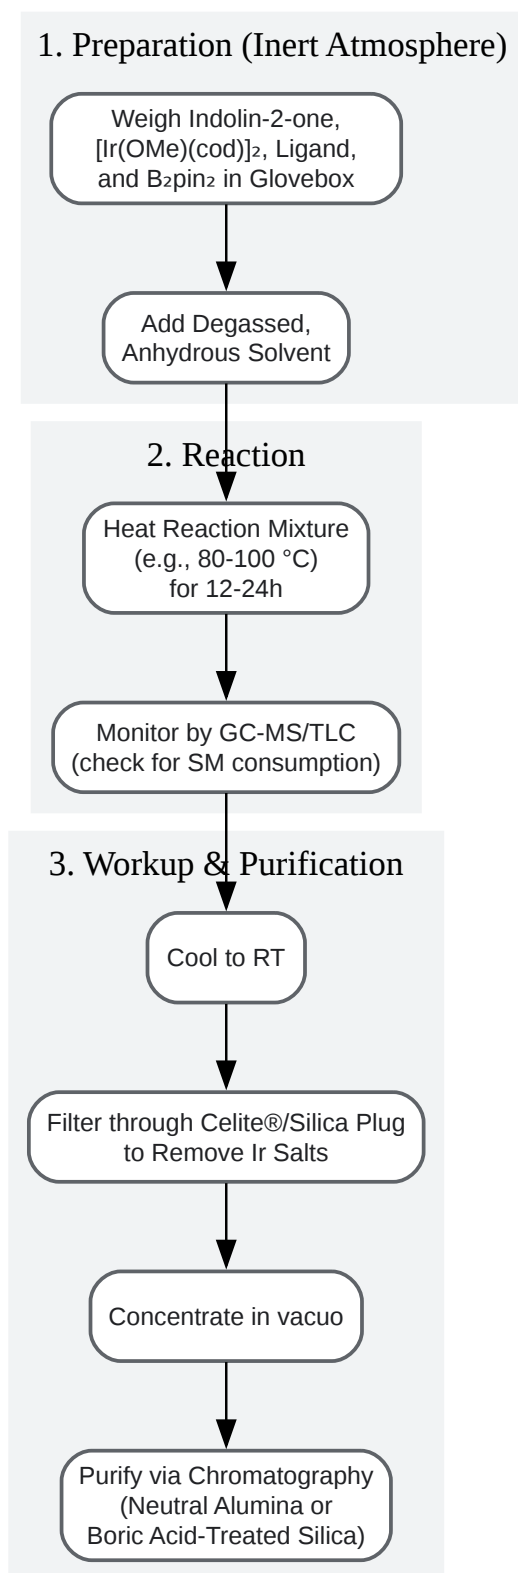 1. Preparation (Inert Atmosphere)
Weigh Indolin-2-one,
[Ir(OMe)(cod)]₂, Ligand,
and B₂pin₂ in Glovebox
Add Degassed,
Anhydrous Solvent
2. Reaction
Heat Reaction Mixture
(e.g., 80-100 °C)
for 12-24h
Monitor by GC-MS/TLC
(check for SM consumption)
3. Workup & Purification
Cool to RT
Filter through Celite®/Silica Plug
to Remove Ir Salts
Concentrate in vacuo
Purify via Chromatography
(Neutral Alumina or
Boric Acid-Treated Silica)